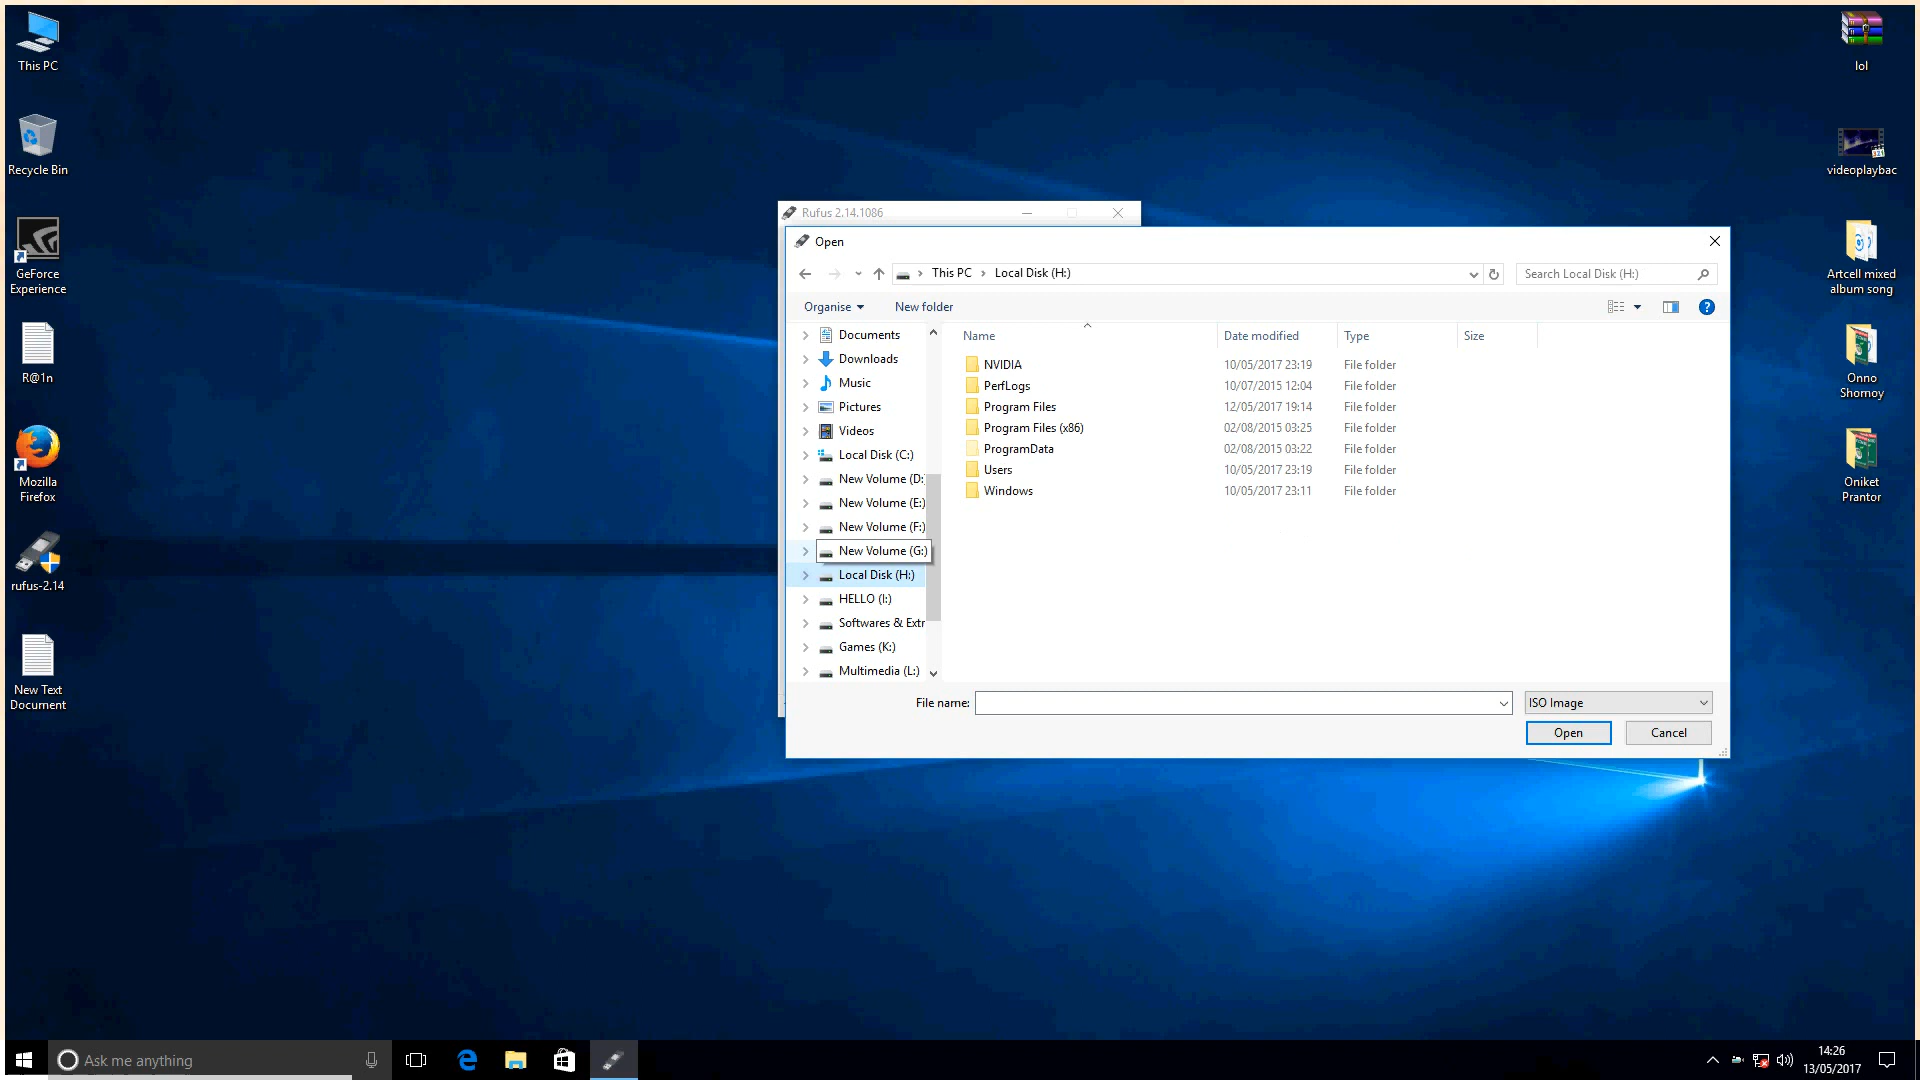 This PC
Recycle Bin
GeForce
Experience
R@1n
Mozilla
Firefox
rufus-2.14
New Text
Document
lol
videoplaybac
Artcell mixed
album song
Onno
Shomoy
Oniket
Prantor
Rufus 2.14.1086
Open
This PC > Local Disk (H:)
Search Local Disk (H:)
Organise
New folder
Documents
Downloads
Music
Pictures
Videos
Local Disk (C:)
New Volume (D:
New Volume (E:)
New Volume (F:)
New Volume (G:)
Local Disk (H:)
HELLO (I:)
Softwares & Extr
Games (K:)
Multimedia (L:)
Name Date modified Type Size
NVIDIA 10/05/2017 23:19 File folder
PerfLogs 10/07/2015 12:04 File folder
Program Files 12/05/2017 19:14 File folder
Program Files (x86) 02/08/2015 03:25 File folder
ProgramData 02/08/2015 03:22 File folder
Users 10/05/2017 23:19 File folder
Windows 10/05/2017 23:11 File folder
File name:
ISO Image
Open
Cancel
Ask me anything
14:26
13/05/2017